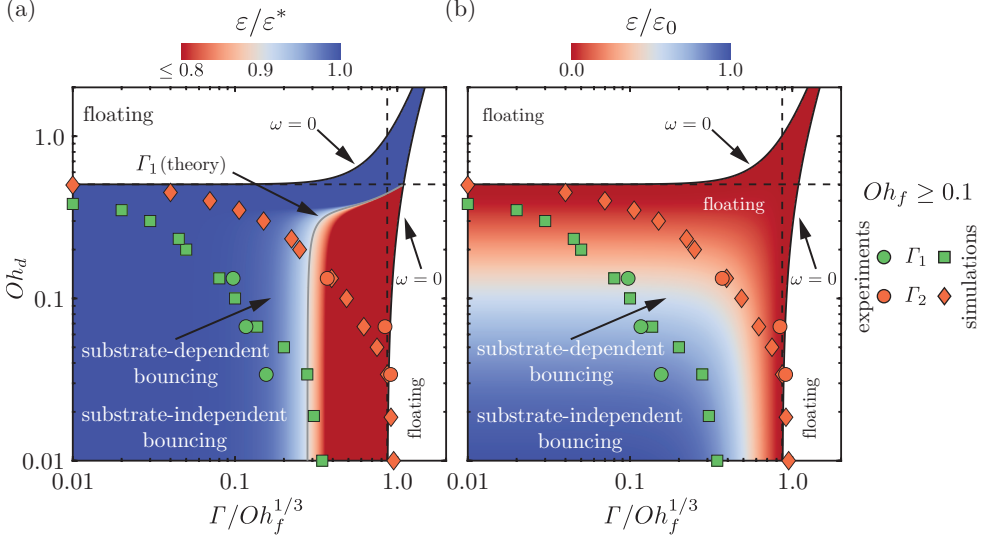 (a)
ε/ε*
≤ 0.8 0.9 1.0
floating
ω = 0
Γ₁(theory)
ω = 0
substrate-dependent
bouncing
substrate-independent
bouncing
floating
1.0
0.1
0.01
Oh_d
0.01 0.1 1.0
Γ/Oh_f^{1/3}
(b)
ε/ε₀
0.0 1.0
ω = 0
floating
ω = 0
substrate-dependent
bouncing
substrate-independent
bouncing
floating
0.01 0.1 1.0
Γ/Oh_f^{1/3}
Oh_f ≥ 0.1
experiments
Γ₁
Γ₂
simulations